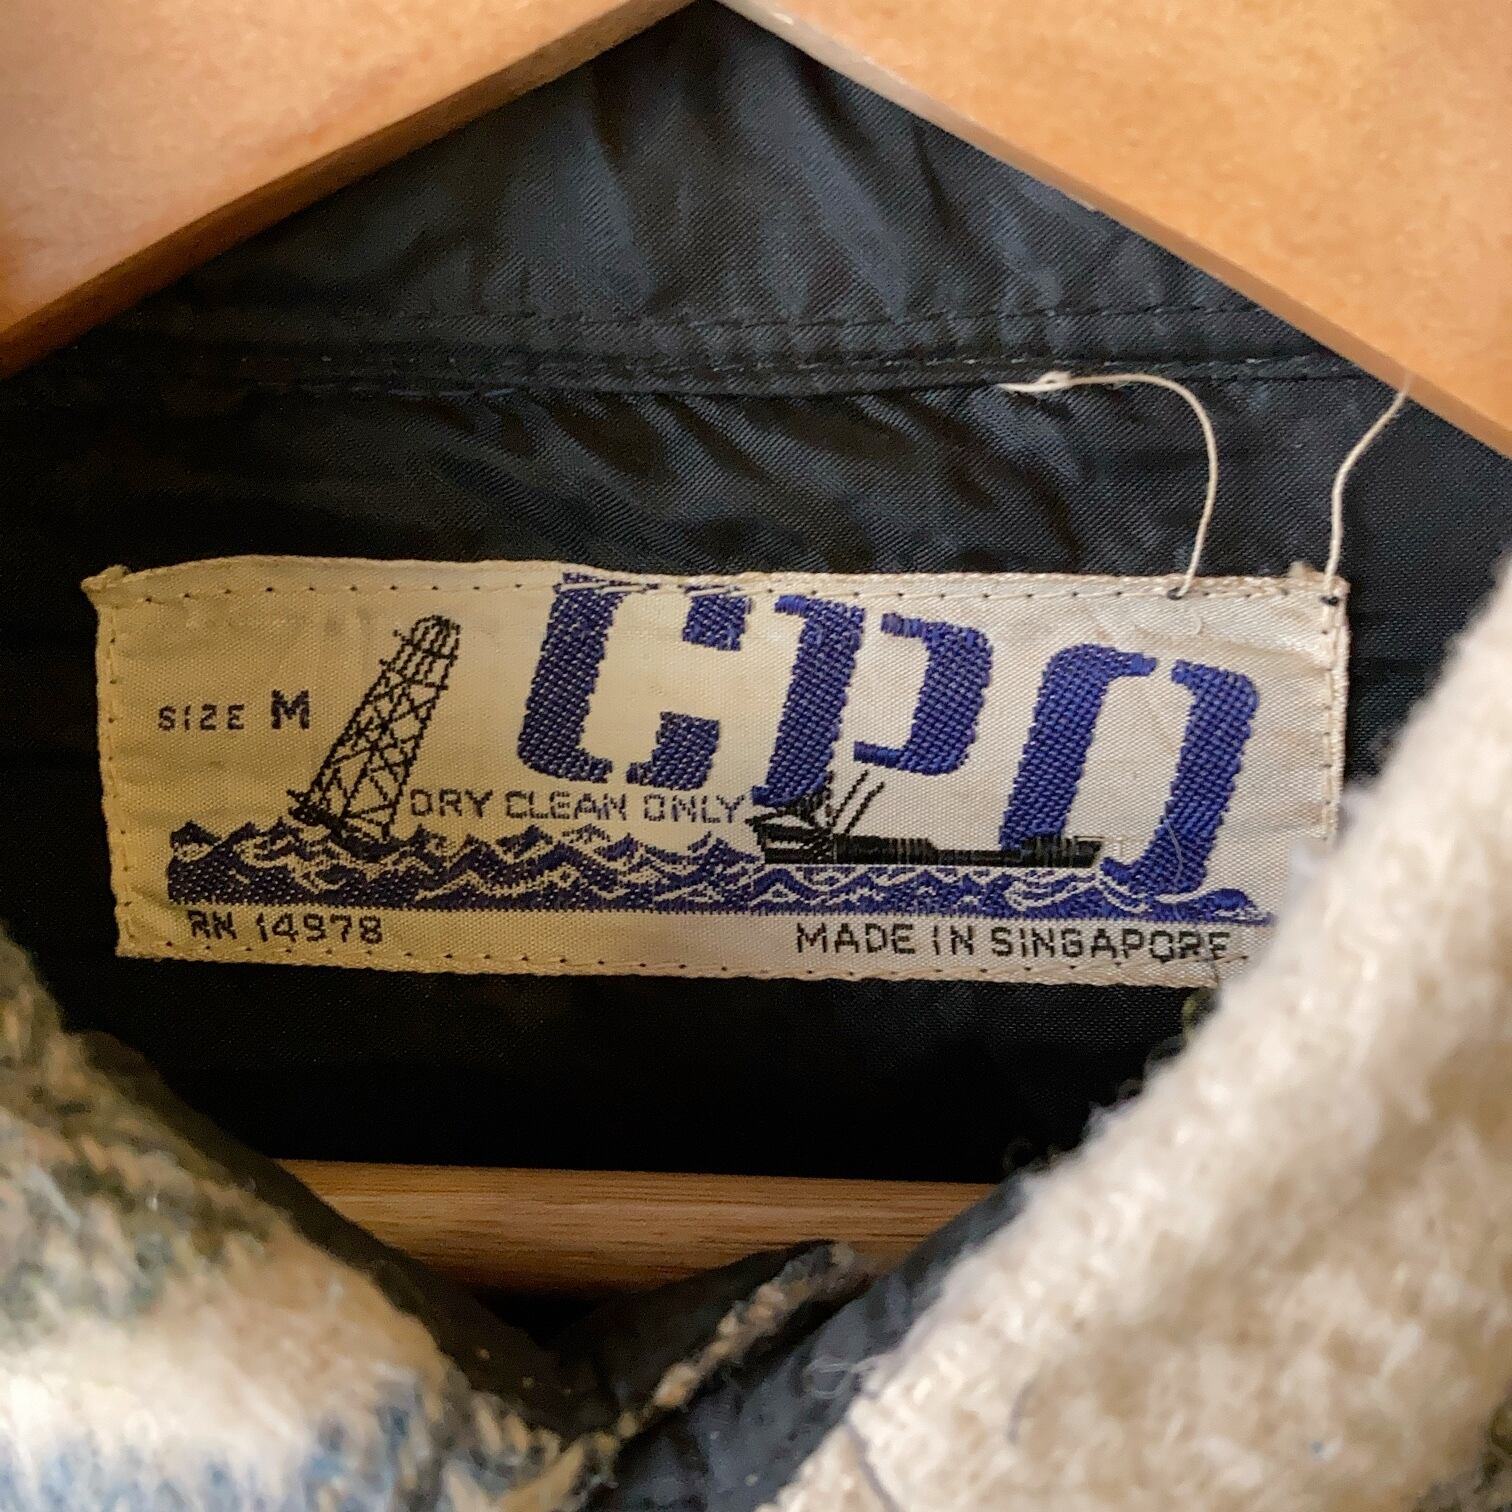 CPO
SIZE M
DRY CLEAN ONLY
RN 14978
MADE IN SINGAPORE